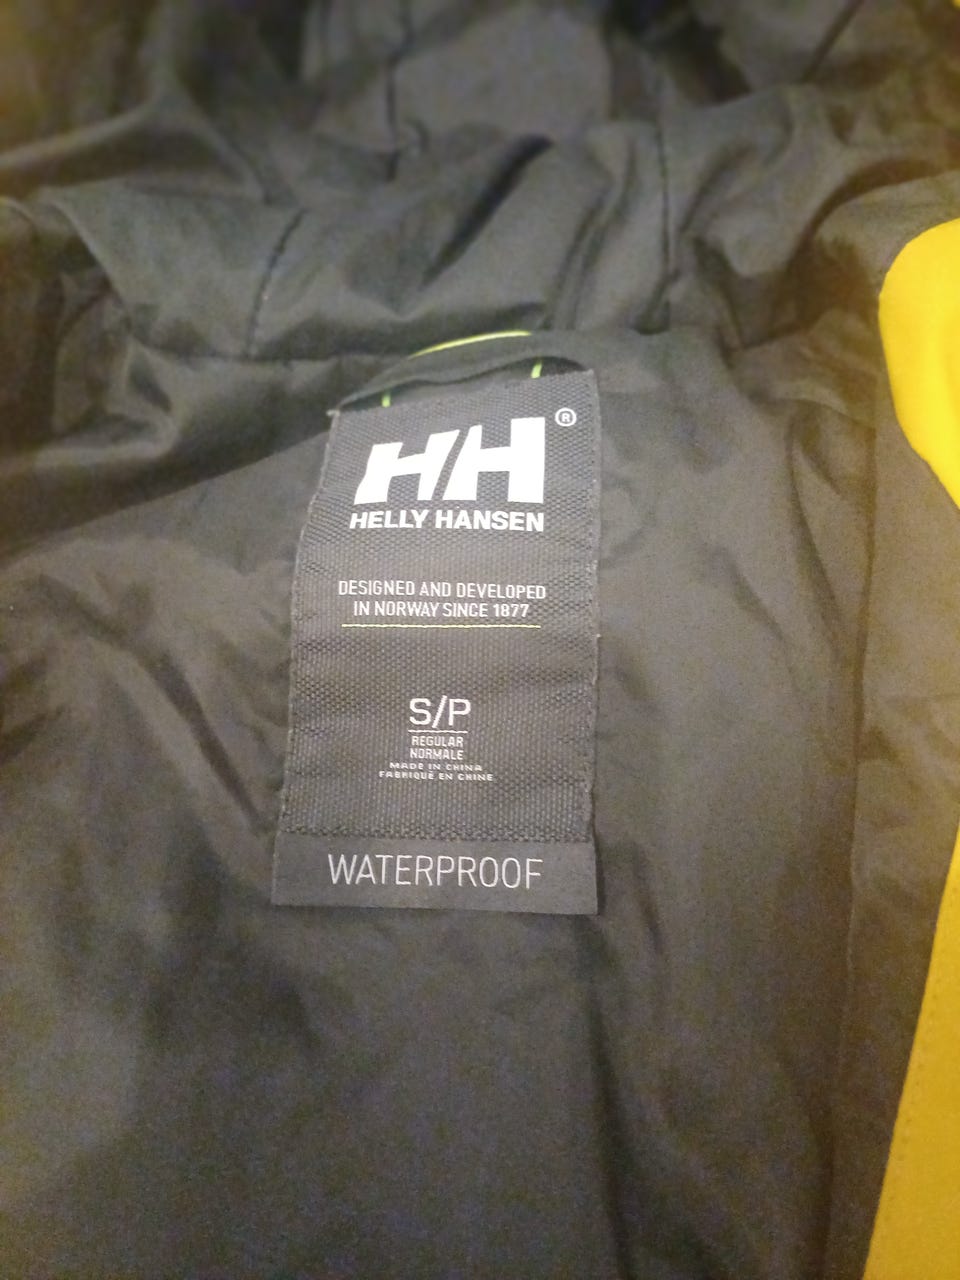 HH ®
HELLY HANSEN
DESIGNED AND DEVELOPED
IN NORWAY SINCE 1877
S/P
REGULAR
NORMALE
MADE IN CHINA
FABRIQUÉ EN CHINE
WATERPROOF